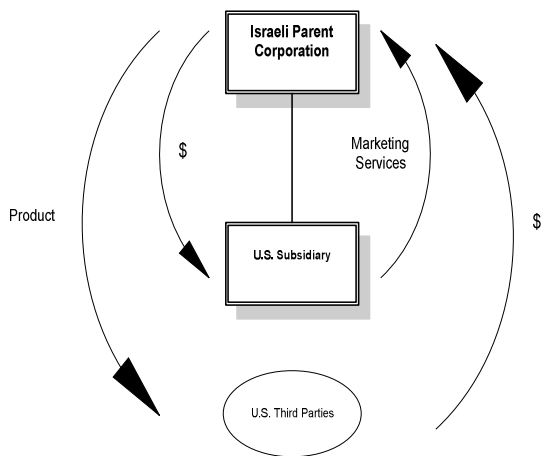 Israeli Parent
Corporation
$
Marketing
Services
Product
$
U.S. Subsidiary
U.S. Third Parties